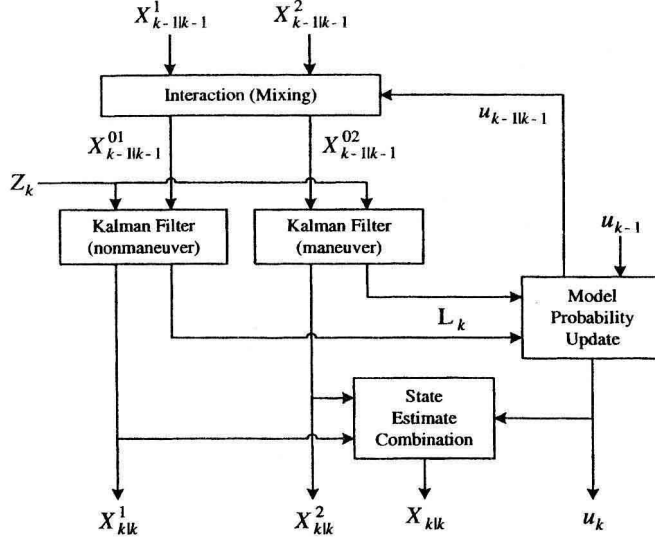 X^1_{k-1|k-1} X^2_{k-1|k-1}
Interaction (Mixing)
u_{k-1|k-1}
X^{01}_{k-1|k-1} X^{02}_{k-1|k-1}
Z_k
Kalman Filter
(nonmaneuver)
Kalman Filter
(maneuver)
u_{k-1}
Model
Probability
Update
L_k
State
Estimate
Combination
X^1_{k|k} X^2_{k|k} X_{k|k} u_k